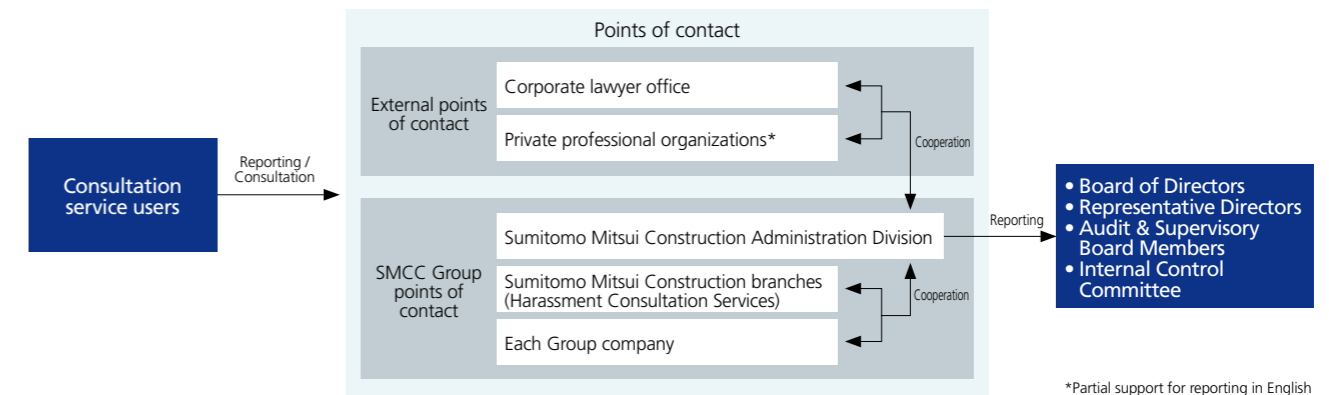 Points of contact
Consultation
service users
Reporting /
Consultation
External points
of contact
Corporate lawyer office
Private professional organizations*
Cooperation
SMCC Group
points of
contact
Sumitomo Mitsui Construction Administration Division
Sumitomo Mitsui Construction branches
(Harassment Consultation Services)
Each Group company
Cooperation
Reporting
• Board of Directors
• Representative Directors
• Audit & Supervisory
Board Members
• Internal Control
Committee
*Partial support for reporting in English